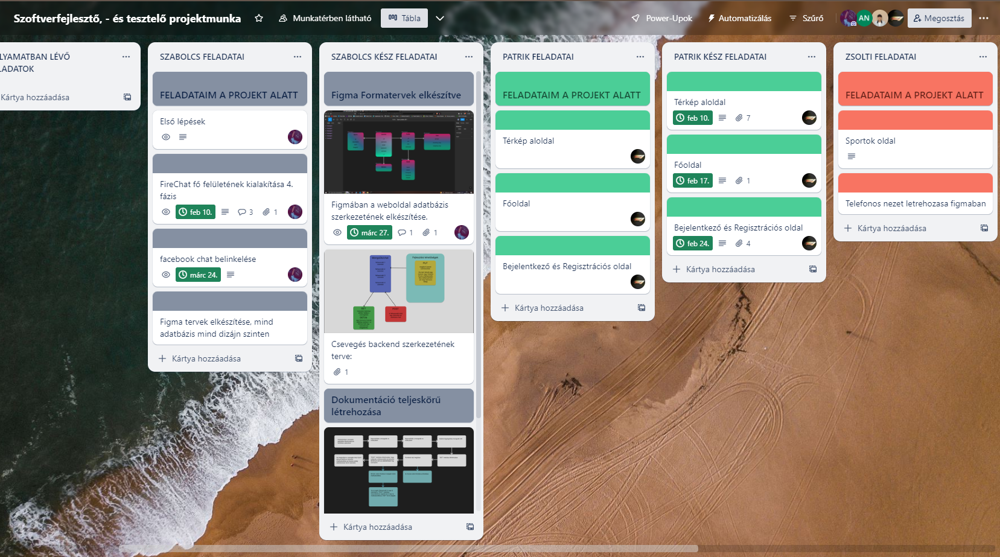 Szoftverfejlesztő, - és tesztelő projektmunka
Munkatérben látható
Tábla
Power-Upok
Automatizálás
Szűrő
AN
Megosztás
LYAMATBAN LÉVŐ
LADATOK
Kártya hozzáadása
SZABOLCS FELADATAI
FELADATAIM A PROJEKT ALATT
Első lépések
FireChat fő felületének kialakítása 4.
fázis
feb 10.
3
1
facebook chat belinkelése
márc 24.
Figma tervek elkészítése, mind
adatbázis mind dizájn szinten
Kártya hozzáadása
SZABOLCS KÉSZ FELADATAI
Figma Formatervek elkészítve
Figmában a weboldal adatbázis
szerkezetének elkészítése.
márc 27.
1
1
PUT
GET
POST
Csevegés backend szerkezetének
terve:
1
Dokumentáció teljeskörű
létrehozása
Kártya hozzáadása
PATRIK FELADATAI
FELADATAIM A PROJEKT ALATT
Térkép aloldal
Főoldal
Bejelentkező és Regisztrációs oldal
Kártya hozzáadása
PATRIK KÉSZ FELADATAI
Térkép aloldal
feb 10.
7
Főoldal
feb 17.
1
Bejelentkező és Regisztrációs oldal
feb 24.
4
Kártya hozzáadása
ZSOLTI FELADATAI
FELADATAIM A PROJEKT ALATT
Sportok oldal
Telefonos nezet letrehozasa figmaban
Kártya hozzáadása